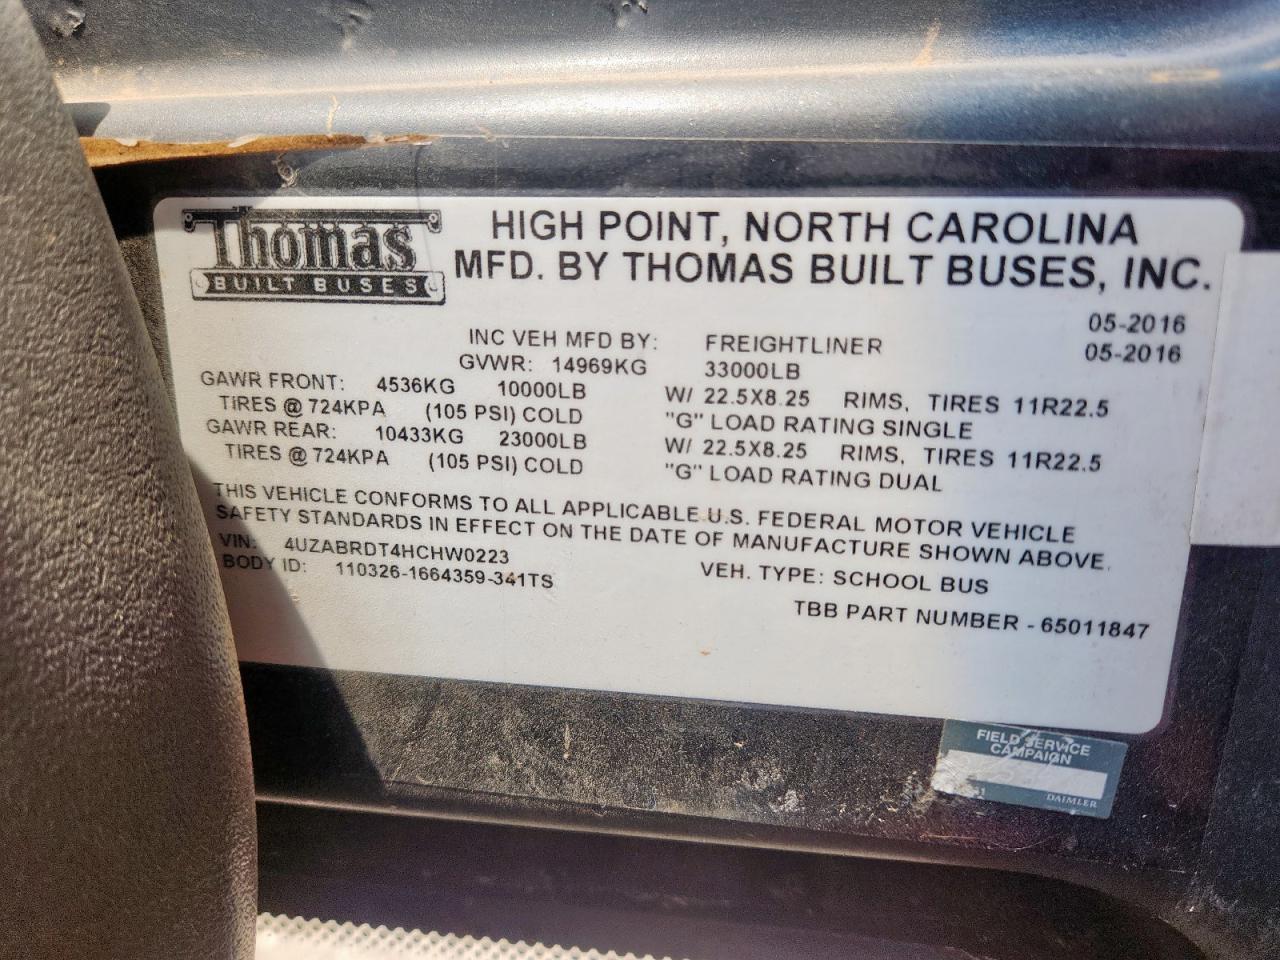 Thomas
BUILT BUSES
HIGH POINT, NORTH CAROLINA
MFD. BY THOMAS BUILT BUSES, INC.
05-2016
INC VEH MFD BY: FREIGHTLINER 05-2016
GVWR: 14969KG 33000LB
GAWR FRONT: 4536KG 10000LB W/ 22.5X8.25 RIMS, TIRES 11R22.5
TIRES @ 724KPA (105 PSI) COLD "G" LOAD RATING SINGLE
GAWR REAR: 10433KG 23000LB W/ 22.5X8.25 RIMS, TIRES 11R22.5
TIRES @ 724KPA (105 PSI) COLD "G" LOAD RATING DUAL
THIS VEHICLE CONFORMS TO ALL APPLICABLE U.S. FEDERAL MOTOR VEHICLE
SAFETY STANDARDS IN EFFECT ON THE DATE OF MANUFACTURE SHOWN ABOVE.
VIN: 4UZABRDT4HCHW0223
BODY ID: 110326-1664359-341TS VEH. TYPE: SCHOOL BUS
TBB PART NUMBER - 65011847
FIELD SERVICE
CAMPAIGN
DAIMLER